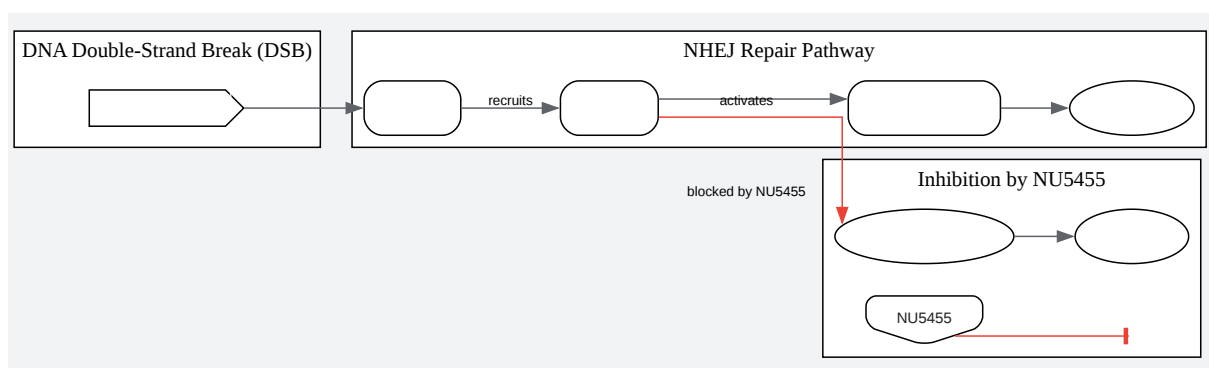 DNA Double-Strand Break (DSB)
NHEJ Repair Pathway
recruits
activates
blocked by NU5455
Inhibition by NU5455
NU5455